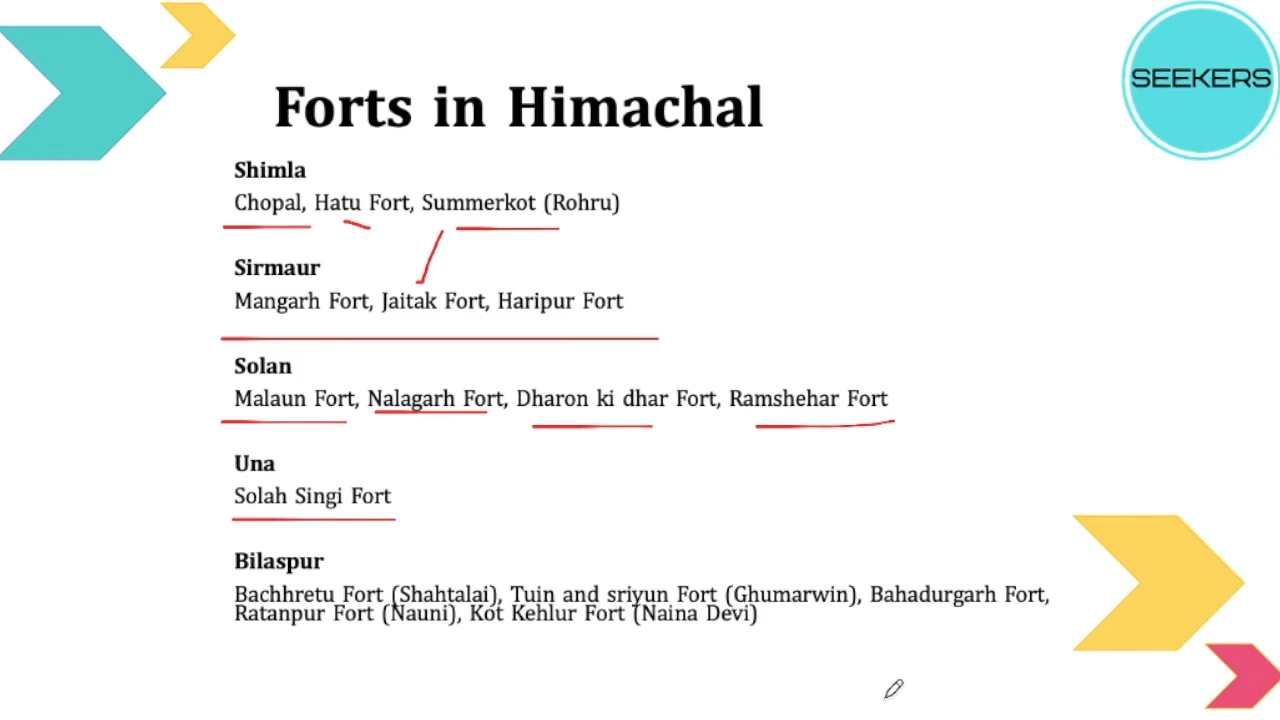 SEEKERS
Forts in Himachal
Shimla
Chopal, Hatu Fort, Summerkot (Rohru)
Sirmaur
Mangarh Fort, Jaitak Fort, Haripur Fort
Solan
Malaun Fort, Nalagarh Fort, Dharon ki dhar Fort, Ramshehar Fort
Una
Solah Singi Fort
Bilaspur
Bachhretu Fort (Shahtalai), Tuin and sriyun Fort (Ghumarwin), Bahadurgarh Fort,
Ratanpur Fort (Nauni), Kot Kehlur Fort (Naina Devi)